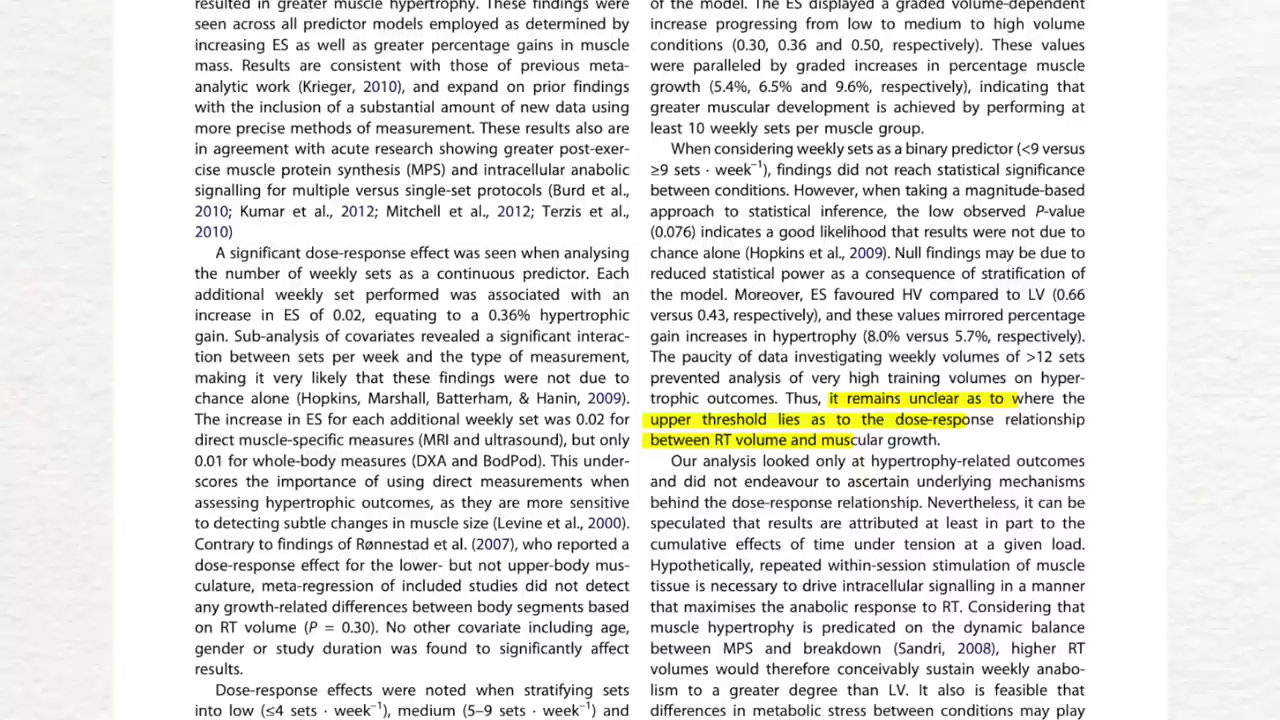 resulted in greater muscle hypertrophy. These findings were
seen across all predictor models employed as determined by
increasing ES as well as greater percentage gains in muscle
mass. Results are consistent with those of previous meta-
analytic work (Krieger, 2010), and expand on prior findings
with the inclusion of a substantial amount of new data using
more precise methods of measurement. These results also are
in agreement with acute research showing greater post-exer-
cise muscle protein synthesis (MPS) and intracellular anabolic
signalling for multiple versus single-set protocols (Burd et al.,
2010; Kumar et al., 2012; Mitchell et al., 2012; Terzis et al.,
2010)
A significant dose-response effect was seen when analysing
the number of weekly sets as a continuous predictor. Each
additional weekly set performed was associated with an
increase in ES of 0.02, equating to a 0.36% hypertrophic
gain. Sub-analysis of covariates revealed a significant interac-
tion between sets per week and the type of measurement,
making it very likely that these findings were not due to
chance alone (Hopkins, Marshall, Batterham, & Hanin, 2009).
The increase in ES for each additional weekly set was 0.02 for
direct muscle-specific measures (MRI and ultrasound), but only
0.01 for whole-body measures (DXA and BodPod). This under-
scores the importance of using direct measurements when
assessing hypertrophic outcomes, as they are more sensitive
to detecting subtle changes in muscle size (Levine et al., 2000).
Contrary to findings of Rønnestad et al. (2007), who reported a
dose-response effect for the lower- but not upper-body mus-
culature, meta-regression of included studies did not detect
any growth-related differences between body segments based
on RT volume (P = 0.30). No other covariate including age,
gender or study duration was found to significantly affect
results.
Dose-response effects were noted when stratifying sets
into low (≤4 sets · week⁻¹), medium (5–9 sets · week⁻¹) and
of the model. The ES displayed a graded volume-dependent
increase progressing from low to medium to high volume
conditions (0.30, 0.36 and 0.50, respectively). These values
were paralleled by graded increases in percentage muscle
growth (5.4%, 6.5% and 9.6%, respectively), indicating that
greater muscular development is achieved by performing at
least 10 weekly sets per muscle group.
When considering weekly sets as a binary predictor (<9 versus
≥9 sets · week⁻¹), findings did not reach statistical significance
between conditions. However, when taking a magnitude-based
approach to statistical inference, the low observed P-value
(0.076) indicates a good likelihood that results were not due to
chance alone (Hopkins et al., 2009). Null findings may be due to
reduced statistical power as a consequence of stratification of
the model. Moreover, ES favoured HV compared to LV (0.66
versus 0.43, respectively), and these values mirrored percentage
gain increases in hypertrophy (8.0% versus 5.7%, respectively).
The paucity of data investigating weekly volumes of >12 sets
prevented analysis of very high training volumes on hyper-
trophic outcomes. Thus, it remains unclear as to where the
upper threshold lies as to the dose-response relationship
between RT volume and muscular growth.
Our analysis looked only at hypertrophy-related outcomes
and did not endeavour to ascertain underlying mechanisms
behind the dose-response relationship. Nevertheless, it can be
speculated that results are attributed at least in part to the
cumulative effects of time under tension at a given load.
Hypothetically, repeated within-session stimulation of muscle
tissue is necessary to drive intracellular signalling in a manner
that maximises the anabolic response to RT. Considering that
muscle hypertrophy is predicated on the dynamic balance
between MPS and breakdown (Sandri, 2008), higher RT
volumes would therefore conceivably sustain weekly anabo-
lism to a greater degree than LV. It also is feasible that
differences in metabolic stress between conditions may play